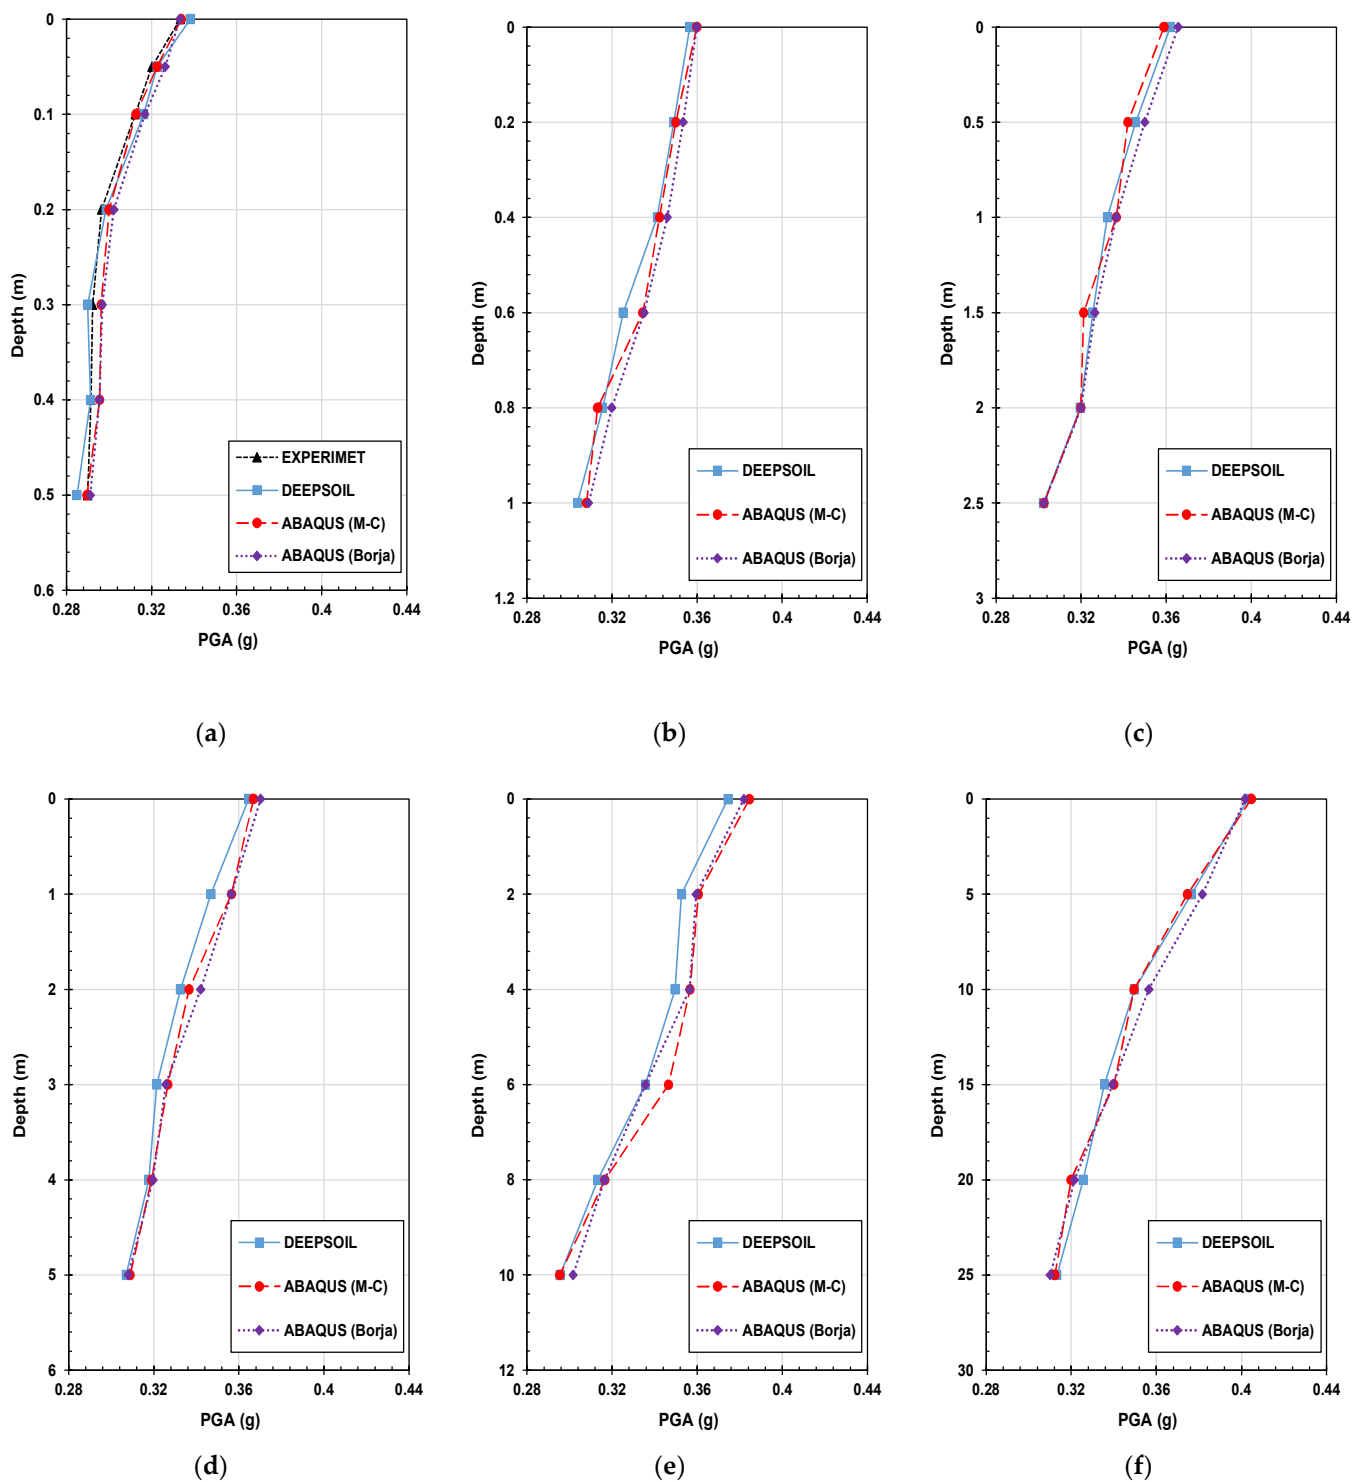 0
0.1
0.2
0.3
0.4
0.5
0.6
Depth (m)
0.28 0.32 0.36 0.4 0.44
PGA (g)
EXPERIMET
DEEPSOIL
ABAQUS (M-C)
ABAQUS (Borja)
(a)
0
0.2
0.4
0.6
0.8
1
1.2
Depth (m)
0.28 0.32 0.36 0.4 0.44
PGA (g)
DEEPSOIL
ABAQUS (M-C)
ABAQUS (Borja)
(b)
0
0.5
1
1.5
2
2.5
3
Depth (m)
0.28 0.32 0.36 0.4 0.44
PGA (g)
DEEPSOIL
ABAQUS (M-C)
ABAQUS (Borja)
(c)
0
1
2
3
4
5
6
Depth (m)
0.28 0.32 0.36 0.4 0.44
PGA (g)
DEEPSOIL
ABAQUS (M-C)
ABAQUS (Borja)
(d)
0
2
4
6
8
10
12
Depth (m)
0.28 0.32 0.36 0.4 0.44
PGA (g)
DEEPSOIL
ABAQUS (M-C)
ABAQUS (Borja)
(e)
0
5
10
15
20
25
30
Depth (m)
0.28 0.32 0.36 0.4 0.44
PGA (g)
DEEPSOIL
ABAQUS (M-C)
ABAQUS (Borja)
(f)